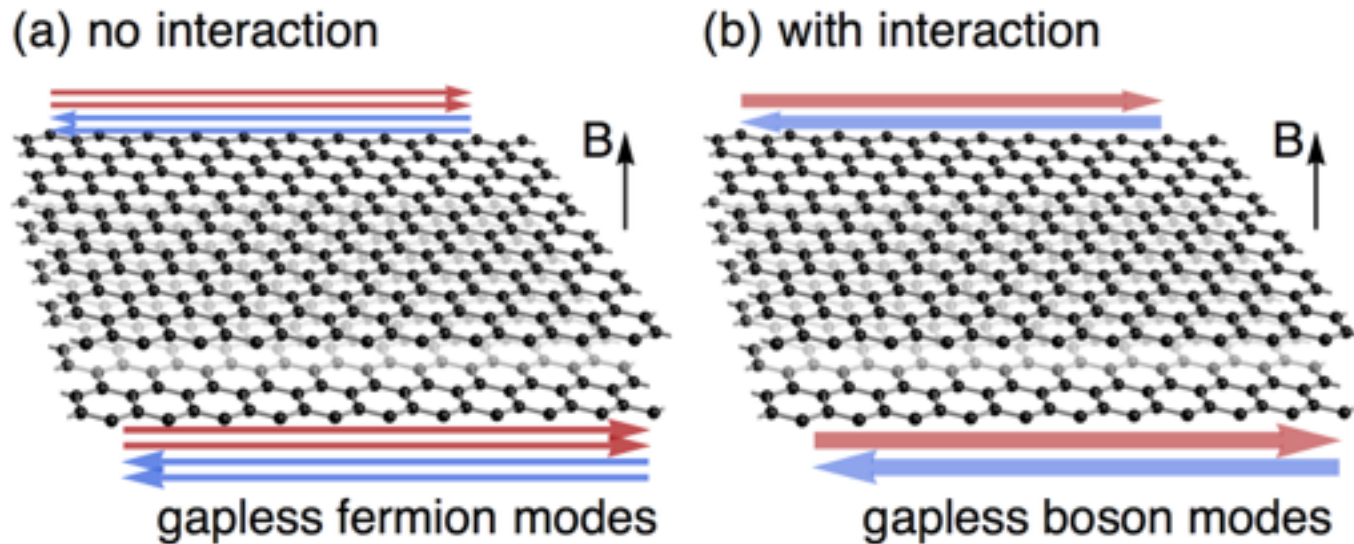 (a) no interaction
(b) with interaction
B
B
gapless fermion modes
gapless boson modes